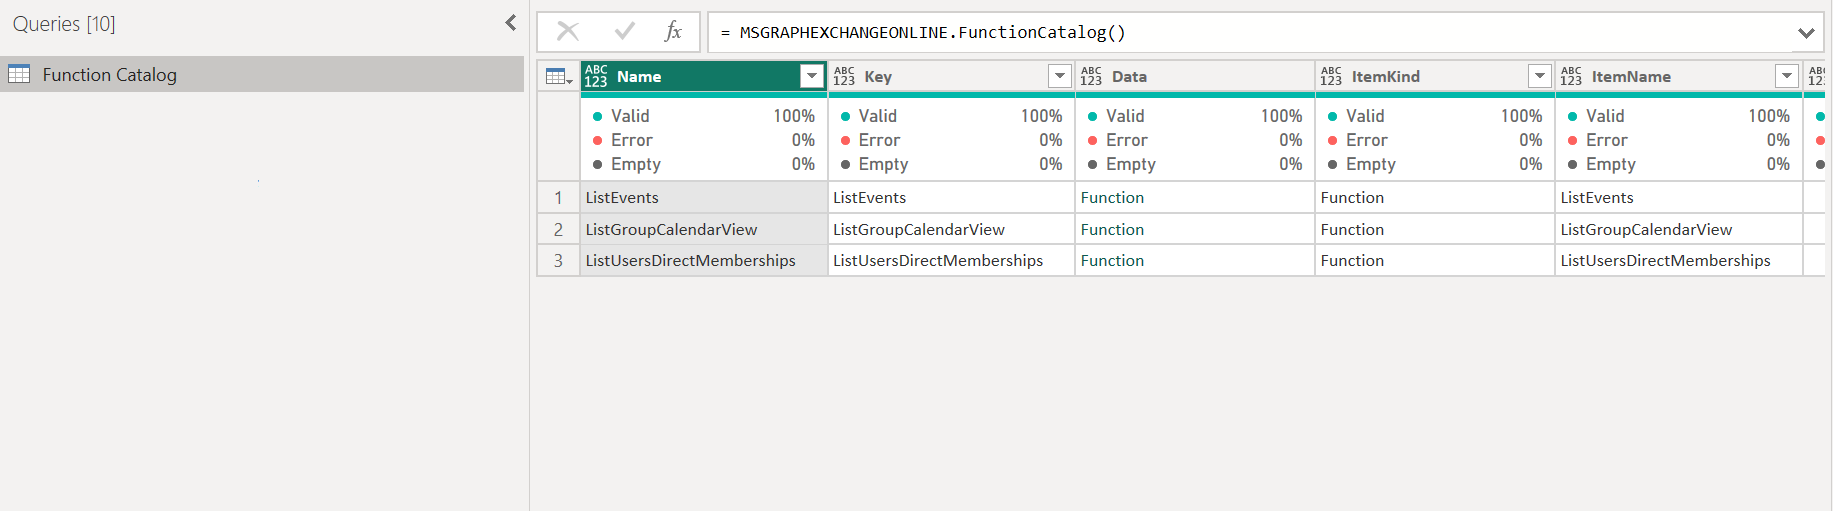 Queries [10]
Function Catalog
fx = MSGRAPHEXCHANGEONLINE.FunctionCatalog()
ABC 123 Name ABC 123 Key ABC 123 Data ABC 123 ItemKind ABC 123 ItemName
Valid 100% Valid 100% Valid 100% Valid 100% Valid 100%
Error 0% Error 0% Error 0% Error 0% Error 0%
Empty 0% Empty 0% Empty 0% Empty 0% Empty 0%
1 ListEvents ListEvents Function Function ListEvents
2 ListGroupCalendarView ListGroupCalendarView Function Function ListGroupCalendarView
3 ListUsersDirectMemberships ListUsersDirectMemberships Function Function ListUsersDirectMemberships